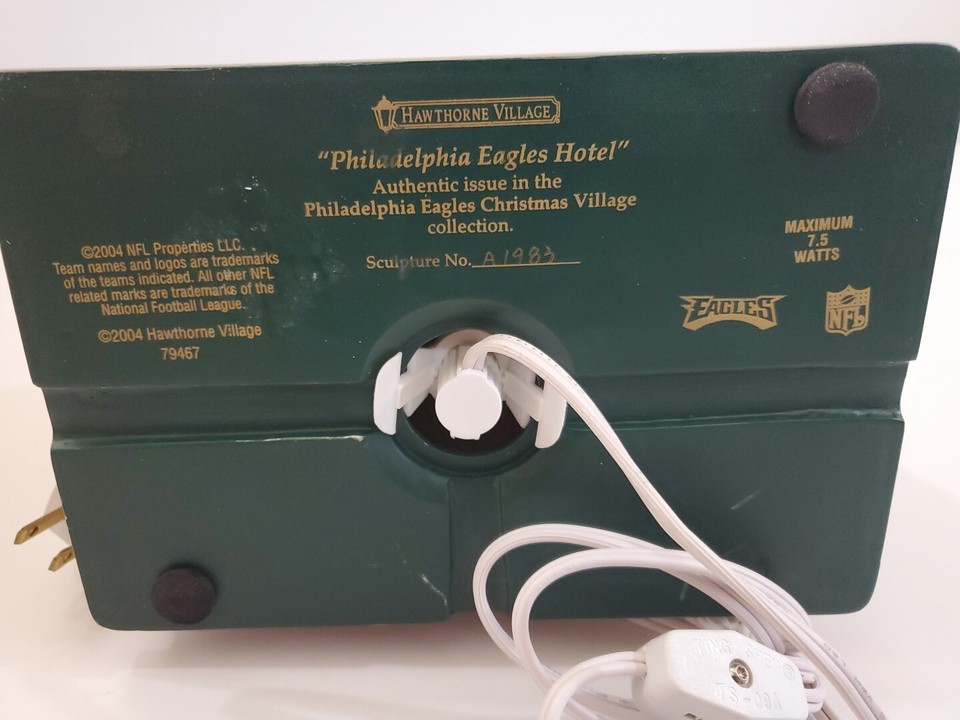 HAWTHORNE VILLAGE
"Philadelphia Eagles Hotel"
Authentic issue in the
Philadelphia Eagles Christmas Village
collection.
Sculpture No. A1983
©2004 NFL Properties LLC.
Team names and logos are trademarks
of the teams indicated. All other NFL
related marks are trademarks of the
National Football League.
©2004 Hawthorne Village
79467
MAXIMUM
7.5
WATTS
EAGLES
NFL